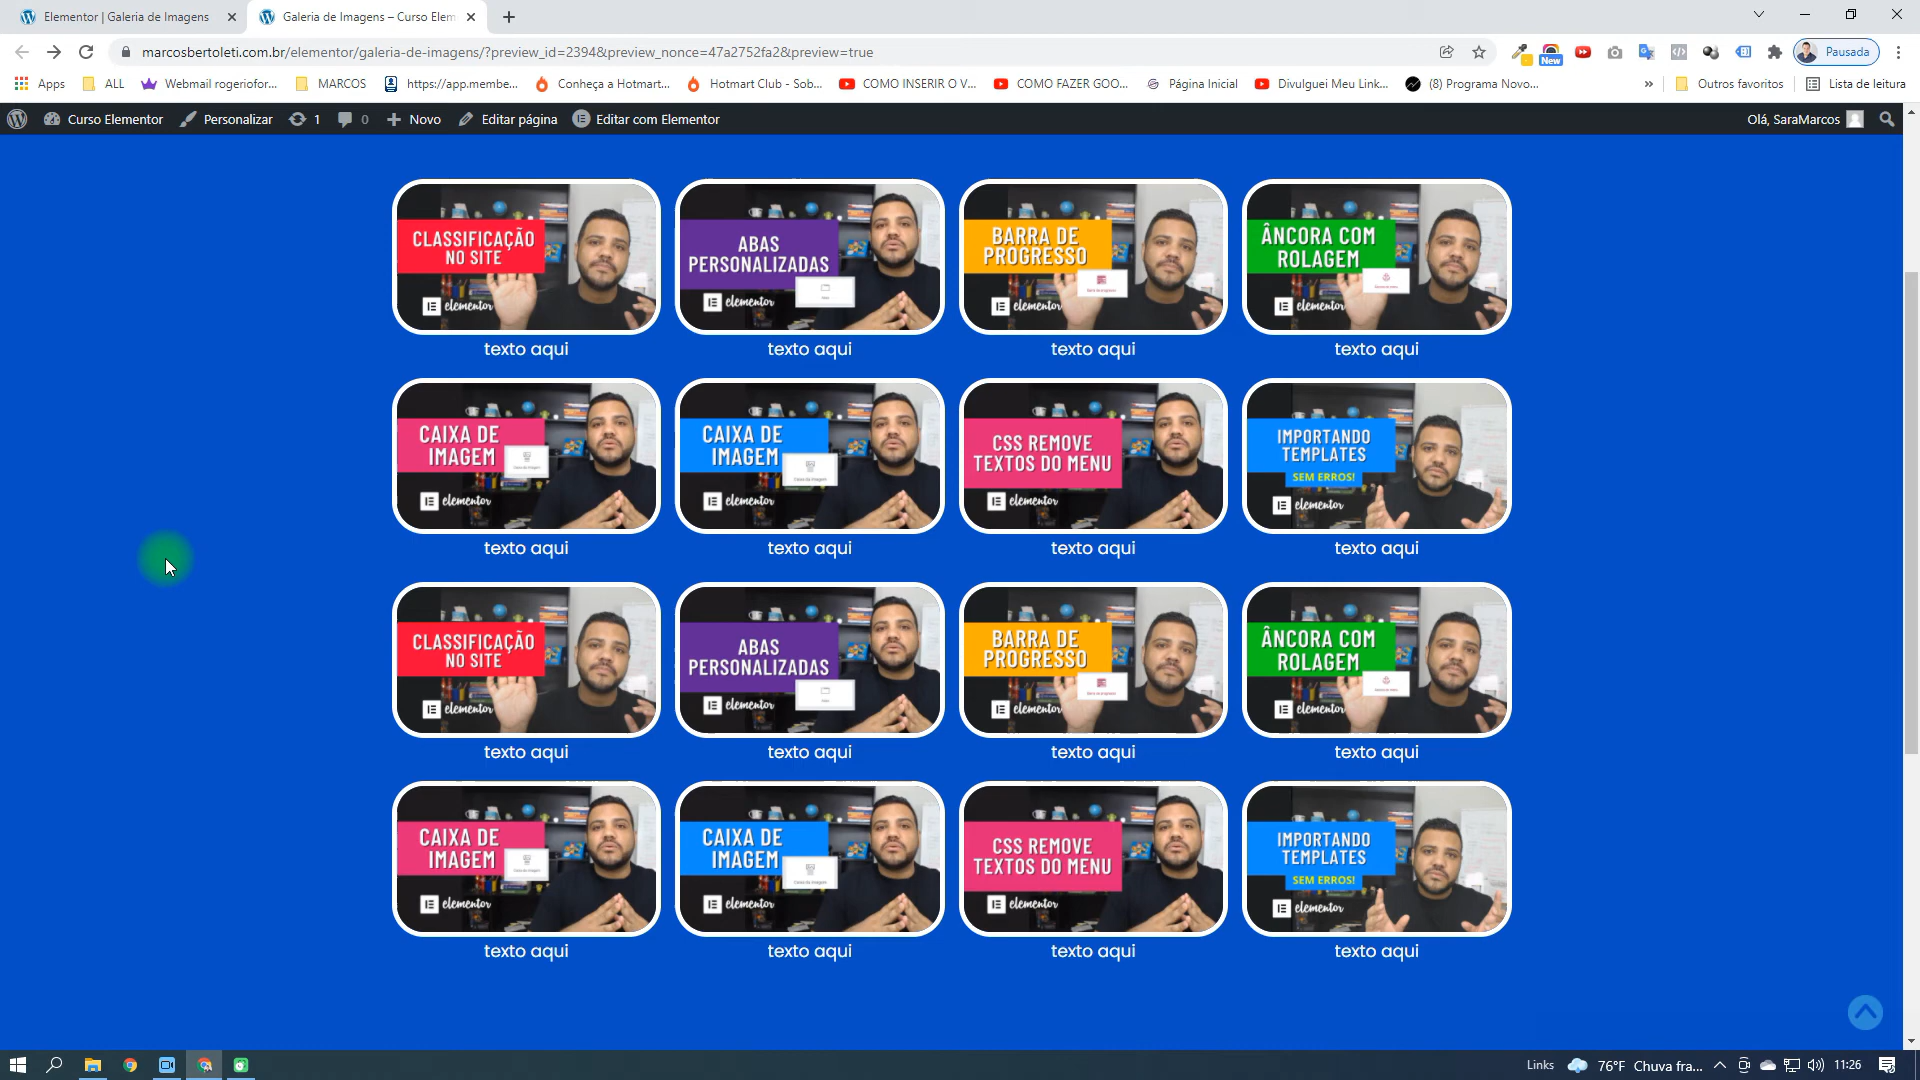 Elementor | Galeria de Imagens
Galeria de Imagens – Curso Elem
marcosbertoleti.com.br/elementor/galeria-de-imagens/?preview_id=2394&preview_nonce=47a2752fa2&preview=true
New
Pausada
Apps
ALL
Webmail rogeriofor...
MARCOS
https://app.membe...
Conheça a Hotmart...
Hotmart Club - Sob...
COMO INSERIR O V...
COMO FAZER GOO...
Página Inicial
Divulguei Meu Link...
(8) Programa Novo...
»
Outros favoritos
Lista de leitura
Curso Elementor
Personalizar
1
0
Novo
Editar página
Editar com Elementor
Olá, SaraMarcos
CLASSIFICAÇÃO
NO SITE
elementor
ABAS
PERSONALIZADAS
elementor
BARRA DE
PROGRESSO
elementor
ÂNCORA COM
ROLAGEM
elementor
texto aqui
texto aqui
texto aqui
texto aqui
CAIXA DE
IMAGEM
elementor
CAIXA DE
IMAGEM
elementor
CSS REMOVE
TEXTOS DO MENU
elementor
IMPORTANDO
TEMPLATES
SEM ERROS!
elementor
texto aqui
texto aqui
texto aqui
texto aqui
CLASSIFICAÇÃO
NO SITE
elementor
ABAS
PERSONALIZADAS
elementor
BARRA DE
PROGRESSO
elementor
ÂNCORA COM
ROLAGEM
elementor
texto aqui
texto aqui
texto aqui
texto aqui
CAIXA DE
IMAGEM
elementor
CAIXA DE
IMAGEM
elementor
CSS REMOVE
TEXTOS DO MENU
elementor
IMPORTANDO
TEMPLATES
SEM ERROS!
elementor
texto aqui
texto aqui
texto aqui
texto aqui
Links
76°F Chuva fra...
11:26